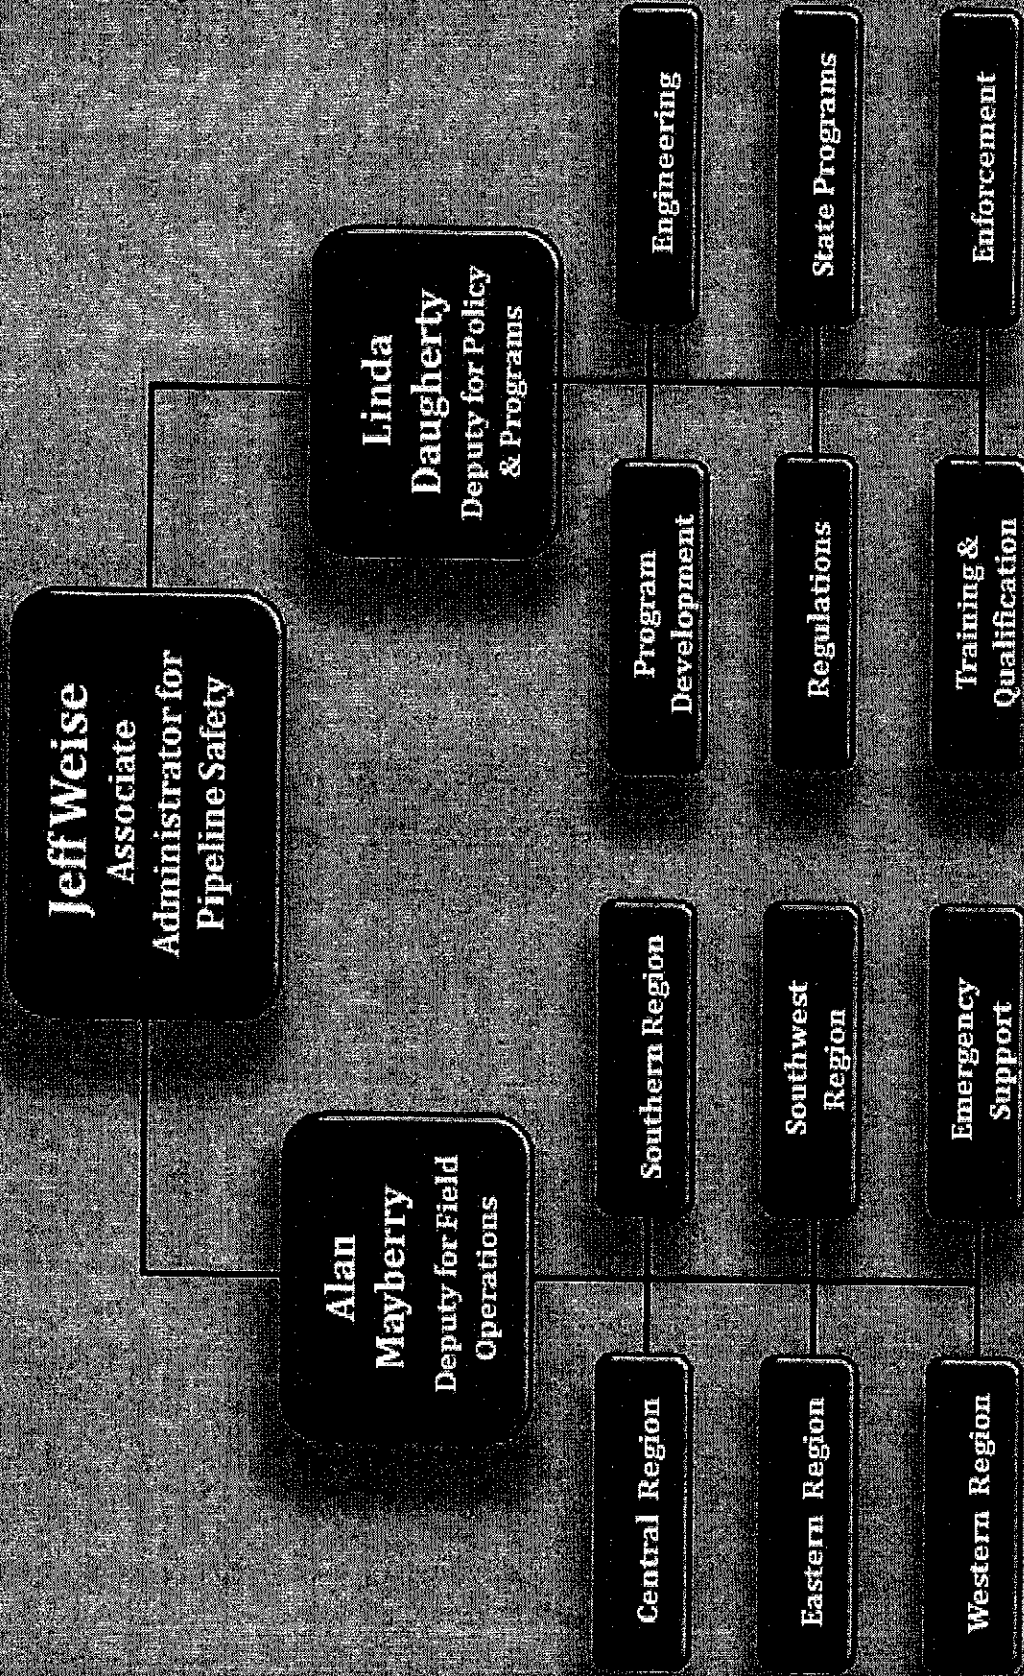 Jeff Weise
Associate
Administrator for
Pipeline Safety
Alan
Mayberry
Deputy for Field
Operations
Linda
Daugherty
Deputy for Policy
& Programs
Central Region
Southern Region
Eastern Region
Southwest
Region
Western Region
Emergency
Support
Program
Development
Engineering
Regulations
State Programs
Training &
Qualification
Enforcement